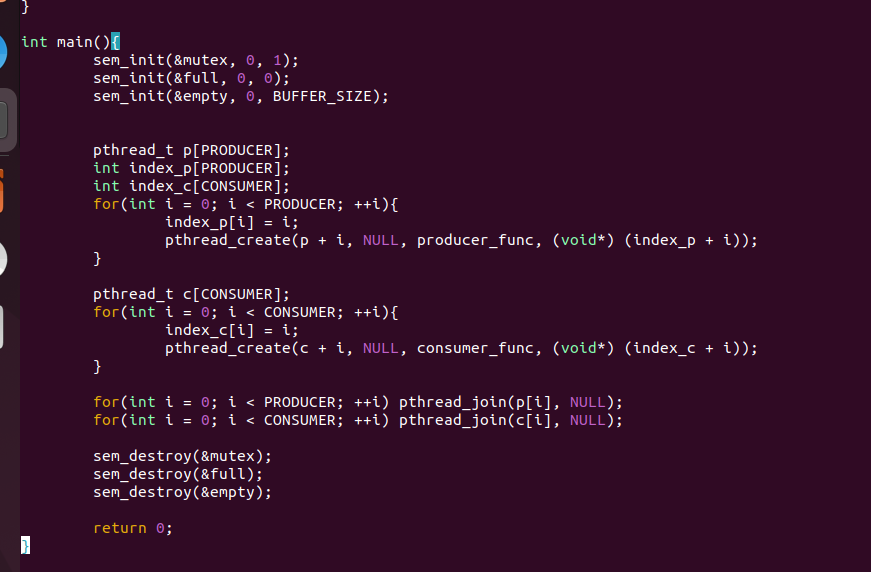 }
int main(){
sem_init(&mutex, 0, 1);
sem_init(&full, 0, 0);
sem_init(&empty, 0, BUFFER_SIZE);
pthread_t p[PRODUCER];
int index_p[PRODUCER];
int index_c[CONSUMER];
for(int i = 0; i < PRODUCER; ++i){
index_p[i] = i;
pthread_create(p + i, NULL, producer_func, (void*) (index_p + i));
}
pthread_t c[CONSUMER];
for(int i = 0; i < CONSUMER; ++i){
index_c[i] = i;
pthread_create(c + i, NULL, consumer_func, (void*) (index_c + i));
}
for(int i = 0; i < PRODUCER; ++i) pthread_join(p[i], NULL);
for(int i = 0; i < CONSUMER; ++i) pthread_join(c[i], NULL);
sem_destroy(&mutex);
sem_destroy(&full);
sem_destroy(&empty);
return 0;
}